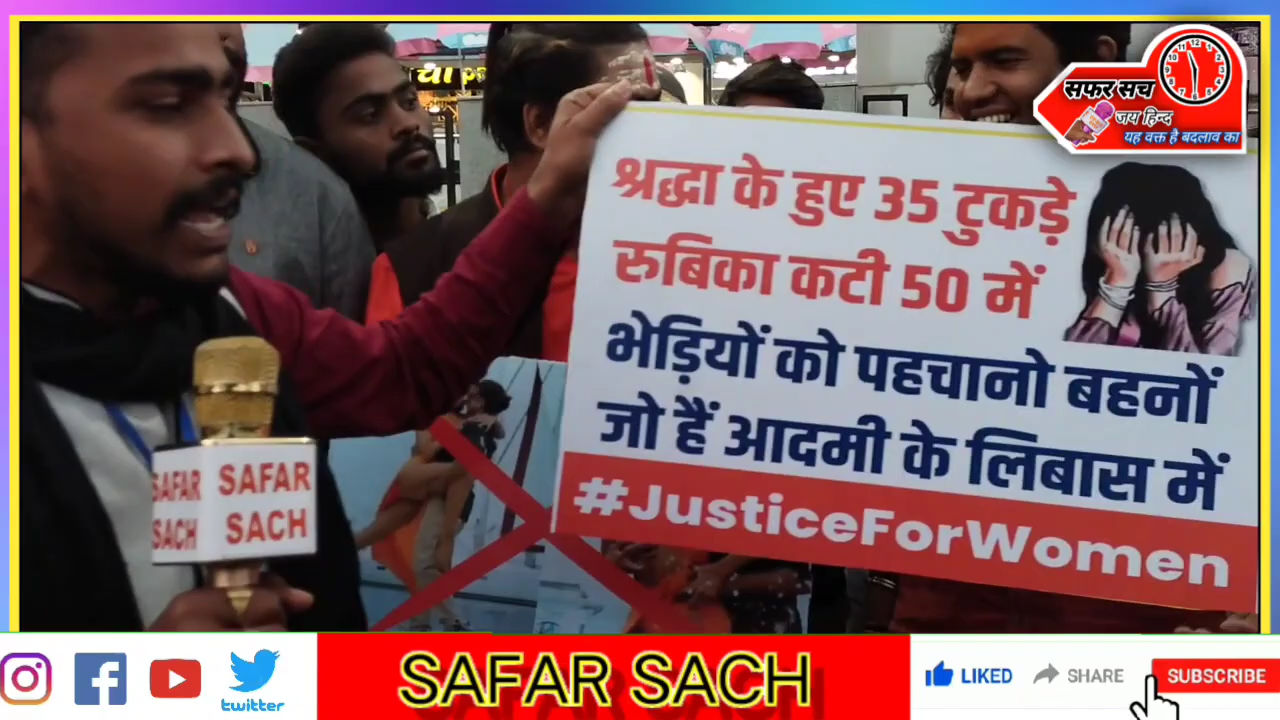 सफर सच
जय हिन्द
यह वक्त है बदलाव का
श्रद्धा के हुए 35 टुकड़े
रुबिका कटी 50 में
भेड़ियों को पहचानो बहनों
जो हैं आदमी के लिबास में
#JusticeForWomen
SAFAR
SACH
SAFAR
SACH
twitter
SAFAR SACH
LIKED
SHARE
SUBSCRIBE